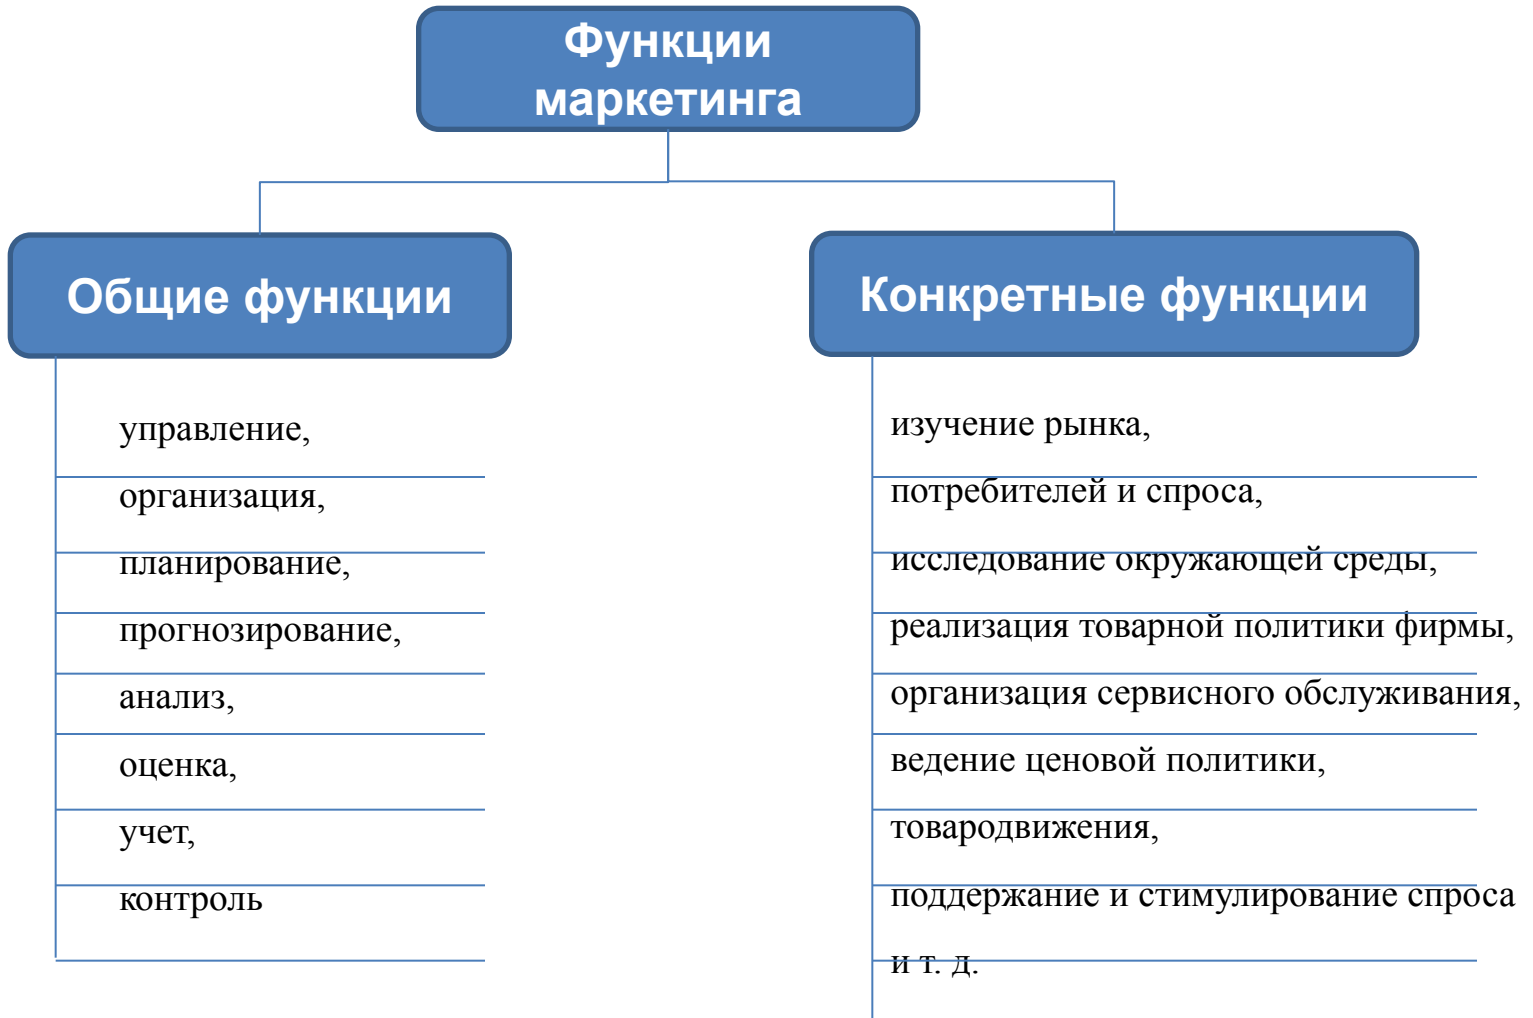 Функции
маркетинга
Общие функции
управление,
организация,
планирование,
прогнозирование,
анализ,
оценка,
учет,
контроль
Конкретные функции
изучение рынка,
потребителей и спроса,
исследование окружающей среды,
реализация товарной политики фирмы,
организация сервисного обслуживания,
ведение ценовой политики,
товародвижения,
поддержание и стимулирование спроса
и т. д.